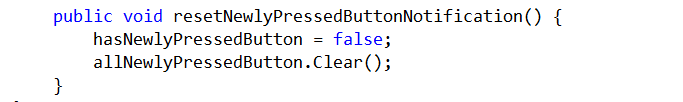 public void resetNewlyPressedButtonNotification() {
hasNewlyPressedButton = false;
allNewlyPressedButton.Clear();
}